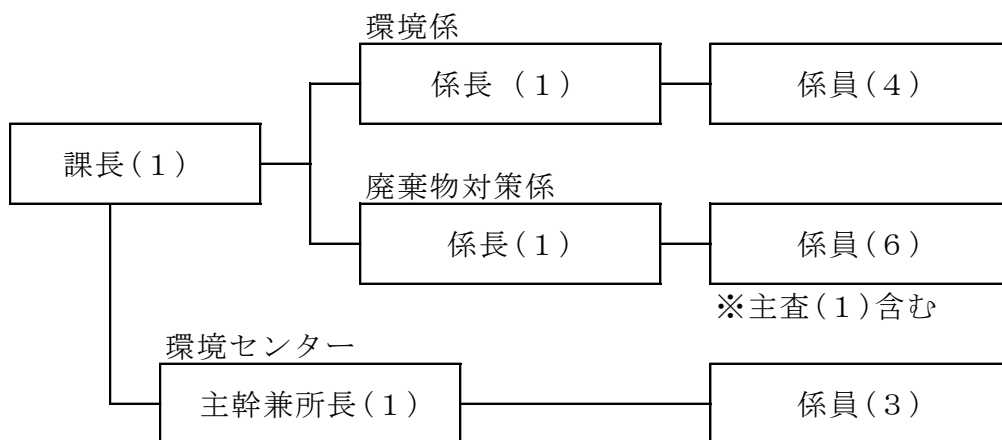 環境係
係長（１）
係員(４)
課長(１)
廃棄物対策係
係長(１)
係員(６)
※主査(１)含む
環境センター
主幹兼所長(１)
係員(３)